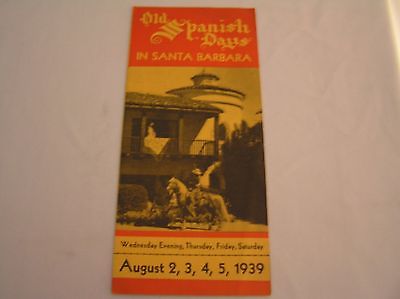 Old Spanish
Days
IN SANTA BARBARA
Wednesday Evening, Thursday, Friday, Saturday
August 2, 3, 4, 5, 1939